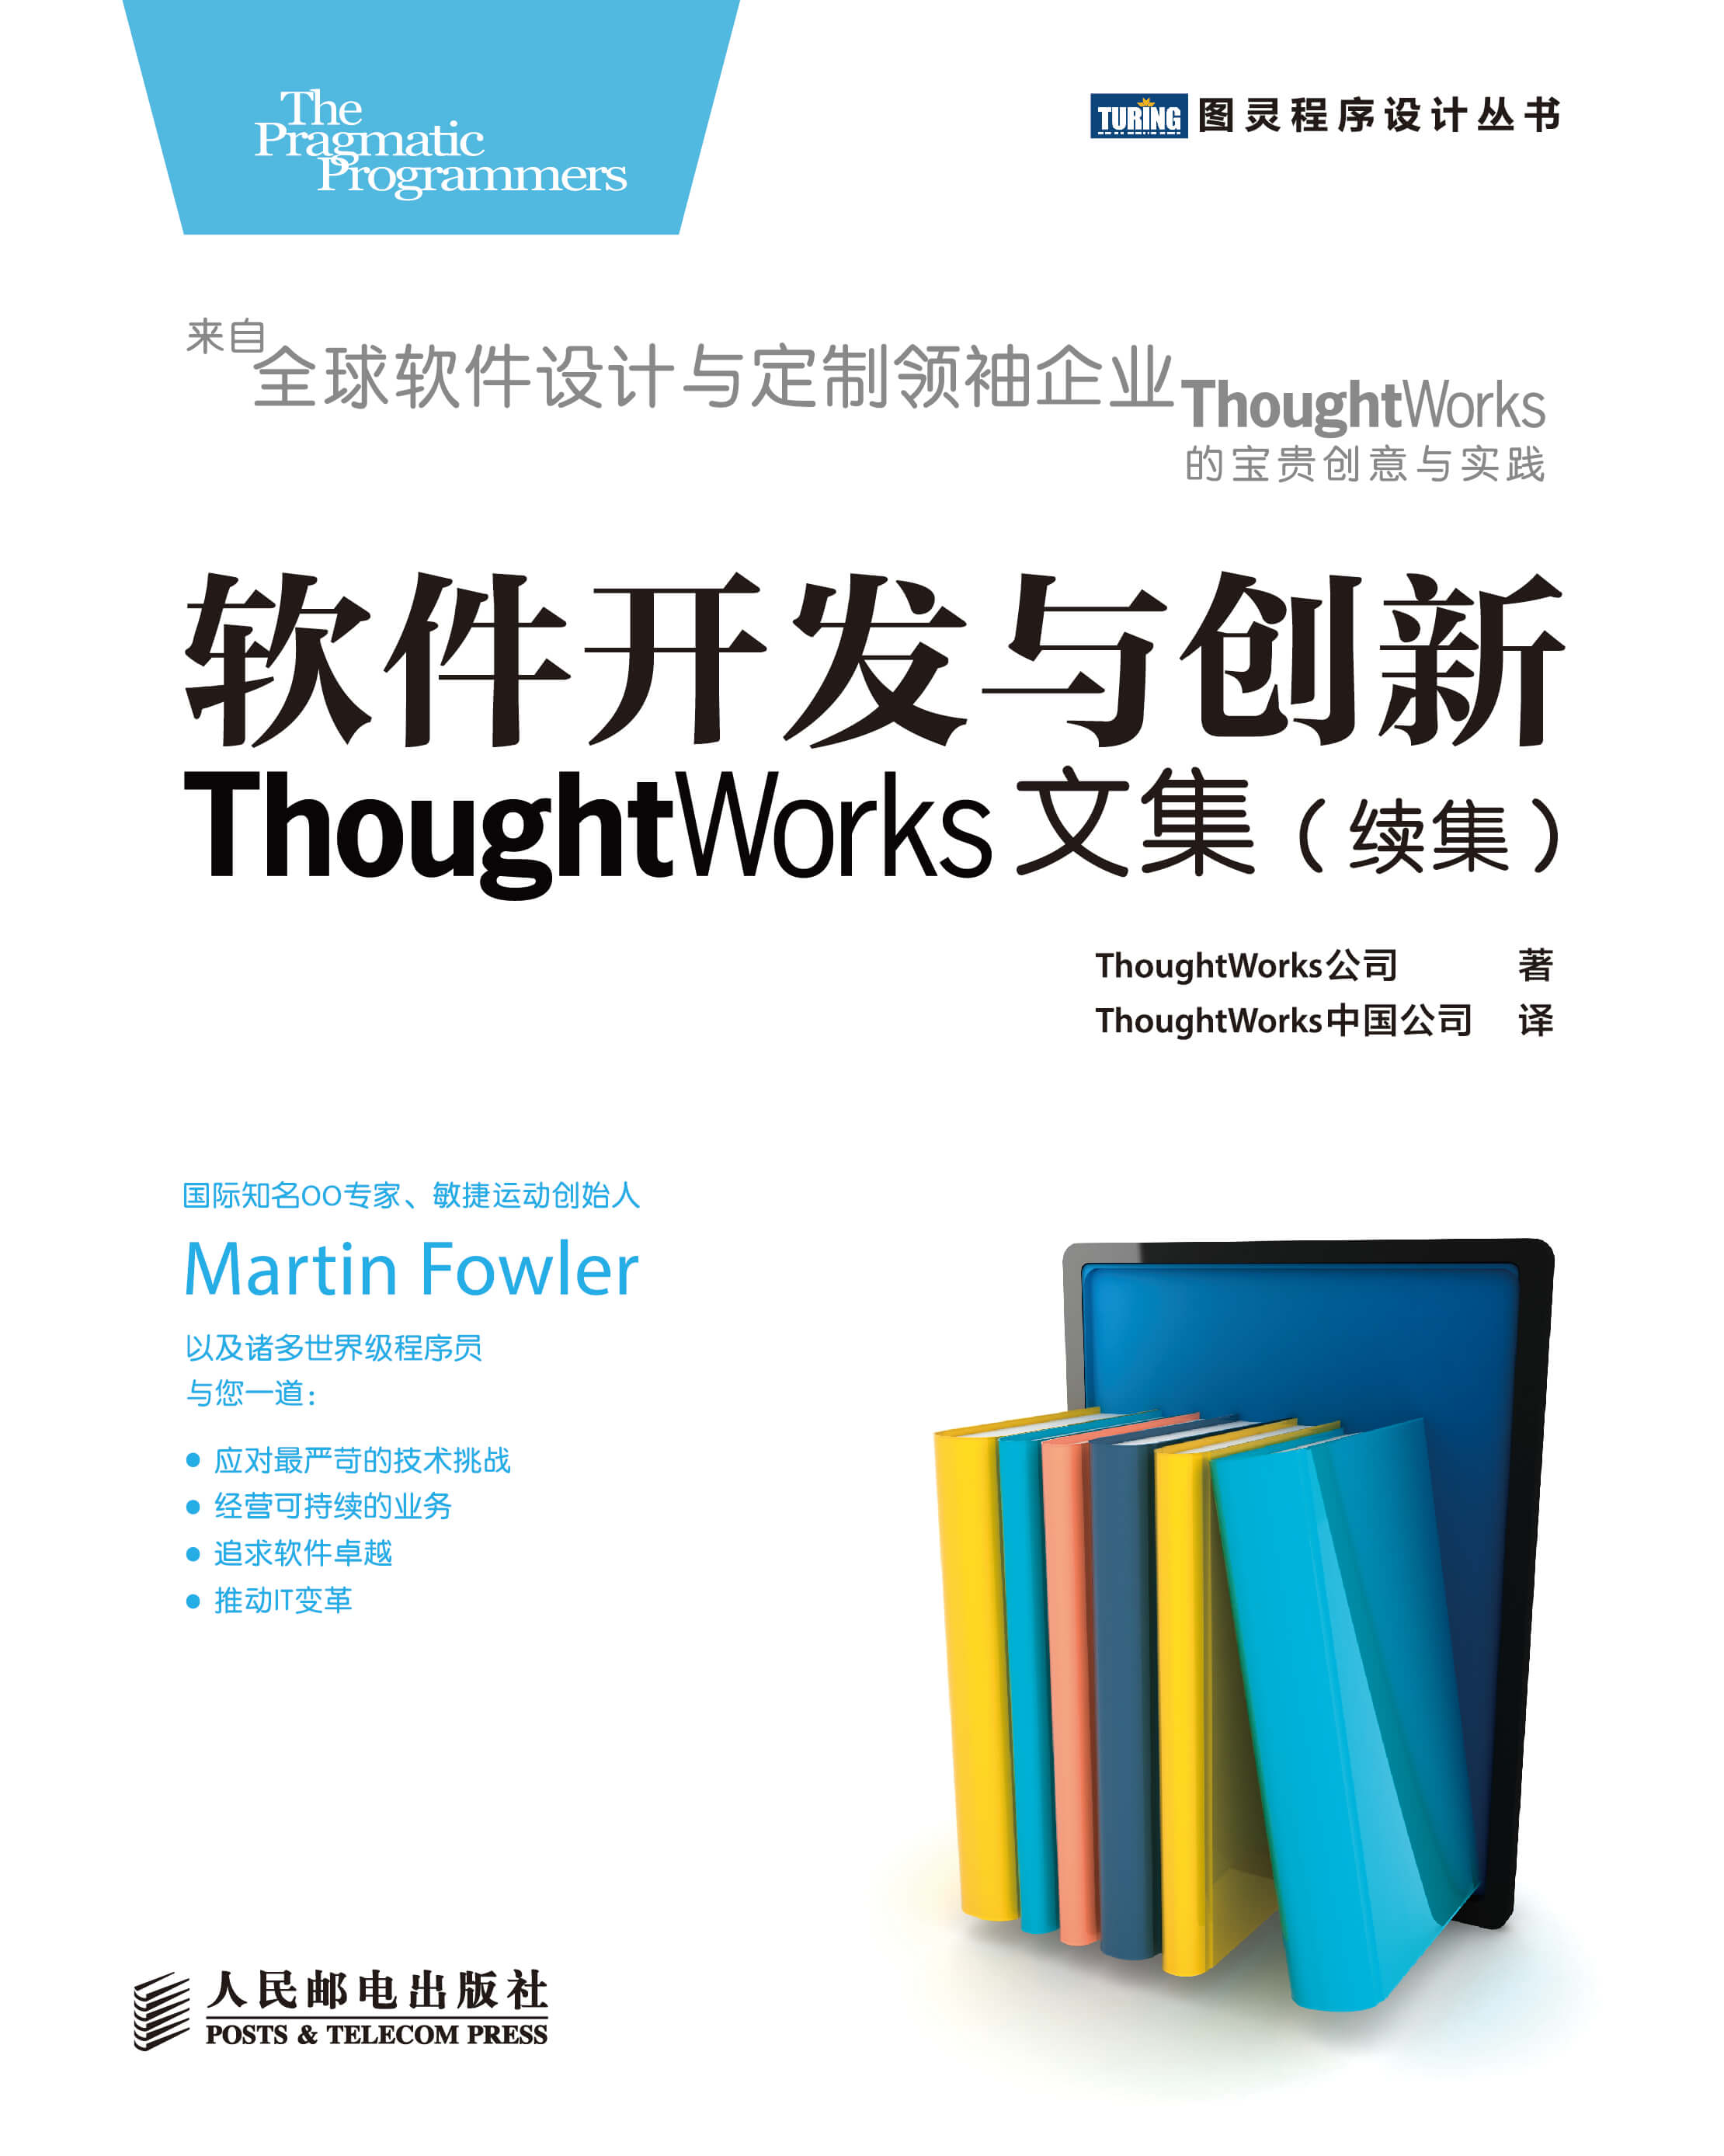 The
Pragmatic
Programmers
TURING 图灵程序设计丛书
来自全球软件设计与定制领袖企业ThoughtWorks
的宝贵创意与实践
软件开发与创新
ThoughtWorks文集（续集）
ThoughtWorks公司 著
ThoughtWorks中国公司 译
国际知名OO专家、敏捷运动创始人
Martin Fowler
以及诸多世界级程序员
与您一道：
● 应对最严苛的技术挑战
● 经营可持续的业务
● 追求软件卓越
● 推动IT变革
人民邮电出版社
POSTS & TELECOM PRESS